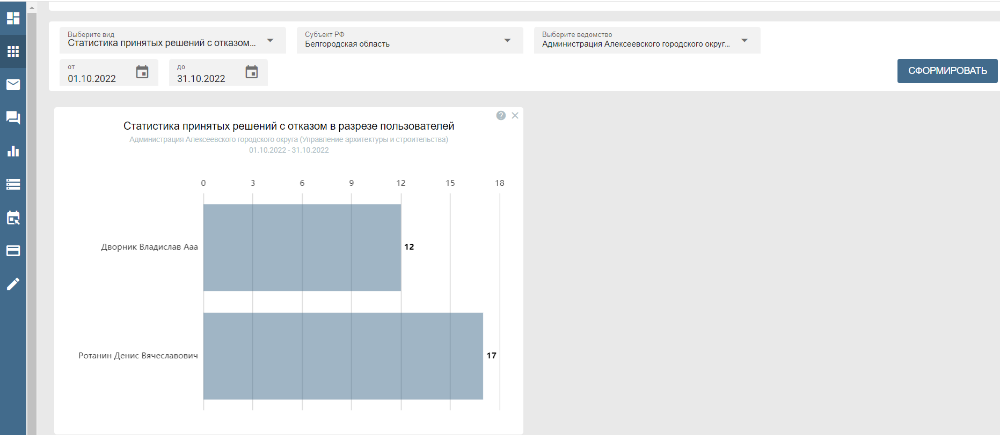 Выберите вид
Статистика принятых решений с отказом...
Субъект РФ
Белгородская область
Выберите ведомство
Администрация Алексеевского городского округ...
от
01.10.2022
до
31.10.2022
СФОРМИРОВАТЬ
Статистика принятых решений с отказом в разрезе пользователей
Администрация Алексеевского городского округа (Управление архитектуры и строительства)
01.10.2022 - 31.10.2022
0 3 6 9 12 15 18
Дворник Владислав Ааа 12
Ротанин Денис Вячеславович 17